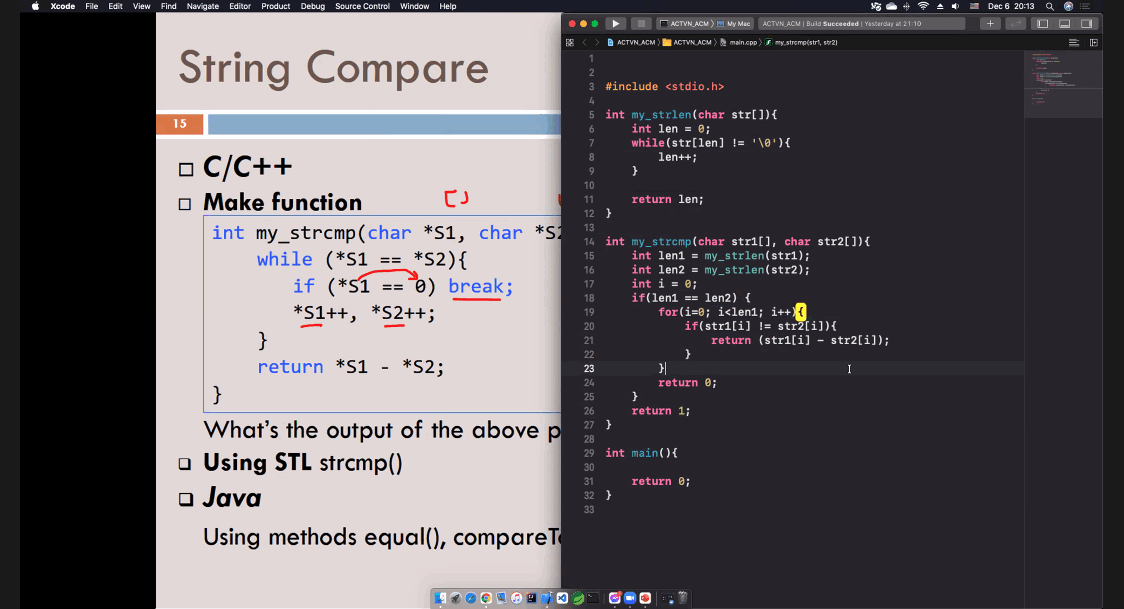 Xcode File Edit View Find Navigate Editor Product Debug Source Control Window Help
Dec 6 20:13
String Compare
15
C/C++
Make function
[]
int my_strcmp(char *S1, char *S2
while (*S1 == *S2){
if (*S1 == 0) break;
*S1++, *S2++;
}
return *S1 - *S2;
}
What's the output of the above p
Using STL strcmp()
Java
Using methods equal(), compareTo
ACTVN_ACM 〉 My Mac
ACTVN_ACM | Build Succeeded | Yesterday at 21:10
ACTVN_ACM 〉 ACTVN_ACM 〉 main.cpp 〉 my_strcmp(str1, str2)
1
2
3 #include <stdio.h>
4
5 int my_strlen(char str[]){
6 int len = 0;
7 while(str[len] != '\0'){
8 len++;
9 }
10
11 return len;
12 }
13
14 int my_strcmp(char str1[], char str2[]){
15 int len1 = my_strlen(str1);
16 int len2 = my_strlen(str2);
17 int i = 0;
18 if(len1 == len2) {
19 for(i=0; i<len1; i++){
20 if(str1[i] != str2[i]){
21 return (str1[i] - str2[i]);
22 }
23 }
24 return 0;
25 }
26 return 1;
27 }
28
29 int main(){
30
31 return 0;
32 }
33